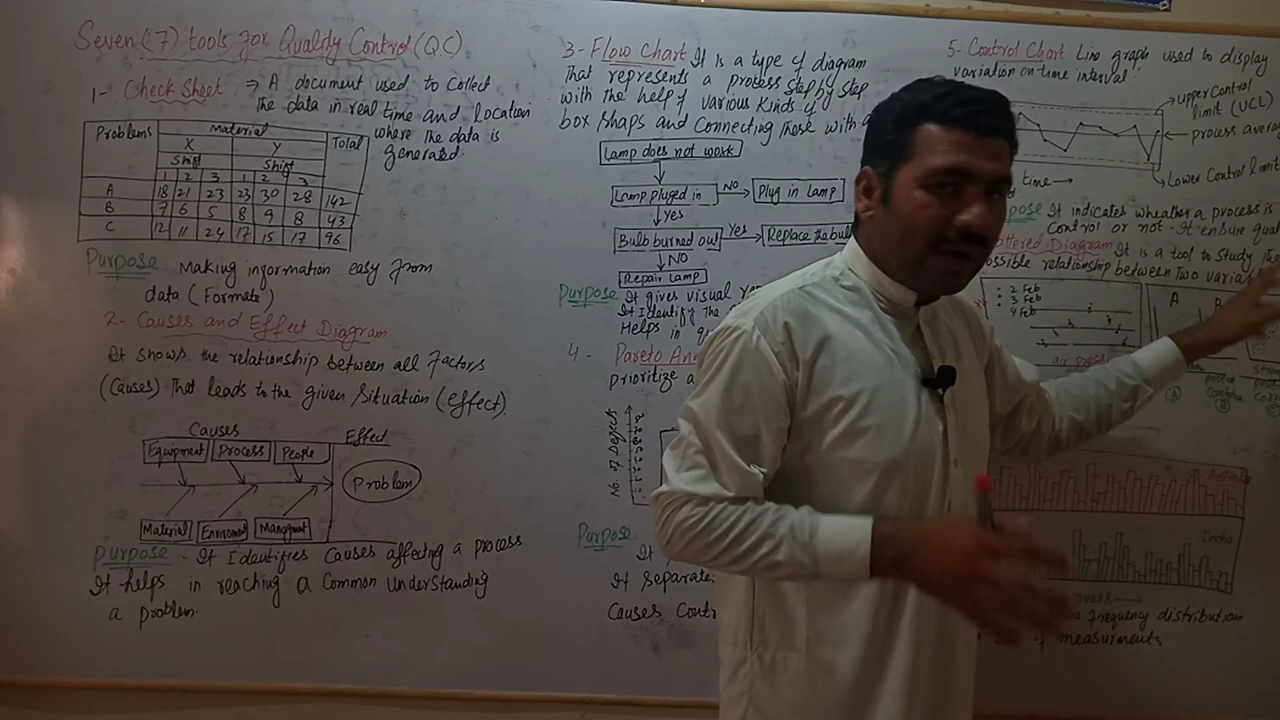 Seven (7) tools for Quality Control (QC)
1- Check Sheet ⇒ A document used to collect
the data in real time and location
where the data is
generated.
Problems Material Total
X Y
Shift Shift
1 2 3 1 2 3
A 18 21 23 23 30 28 142
B 7 6 5 8 9 8 43
C 12 11 24 17 15 17 96
Purpose: Making information easy from
data (Formate)
2- Causes and Effect Diagram
It shows the relationship between all factors
(Causes) That leads to the given Situation (effect).
Causes Effect
Equipment Process People
Problem
Material Enviroment Mangment
Purpose:- It Identifies Causes affecting a process
It helps in reaching a Common Understanding
a problem.
3- Flow Chart It is a type of diagram
That represents a process step by step
with the help of various kinds of
box shaps and Connecting these with a
Lamp does not work
Lamp pluged in NO Plug in Lamp
Yes
Bulb burned out Yes Replace the bulb
NO
Repair Lamp
Purpose It gives visual
It Identify the
Helps in
4- Pareto
prioritize
No. of Defects
Purpose:
It
It Separate
Causes
5- Control Chart Line graph used to display
variation on time interval.
upper Control
limit (UCL)
process
Lower Control limit
time →
It indicates wheather a process is
Control or not. It ensure
Diagram It is a tool to study the
relationship between Two
2 Feb
3 Feb
4 Feb
A B
air
A
B
India
frequency distribution
measurments